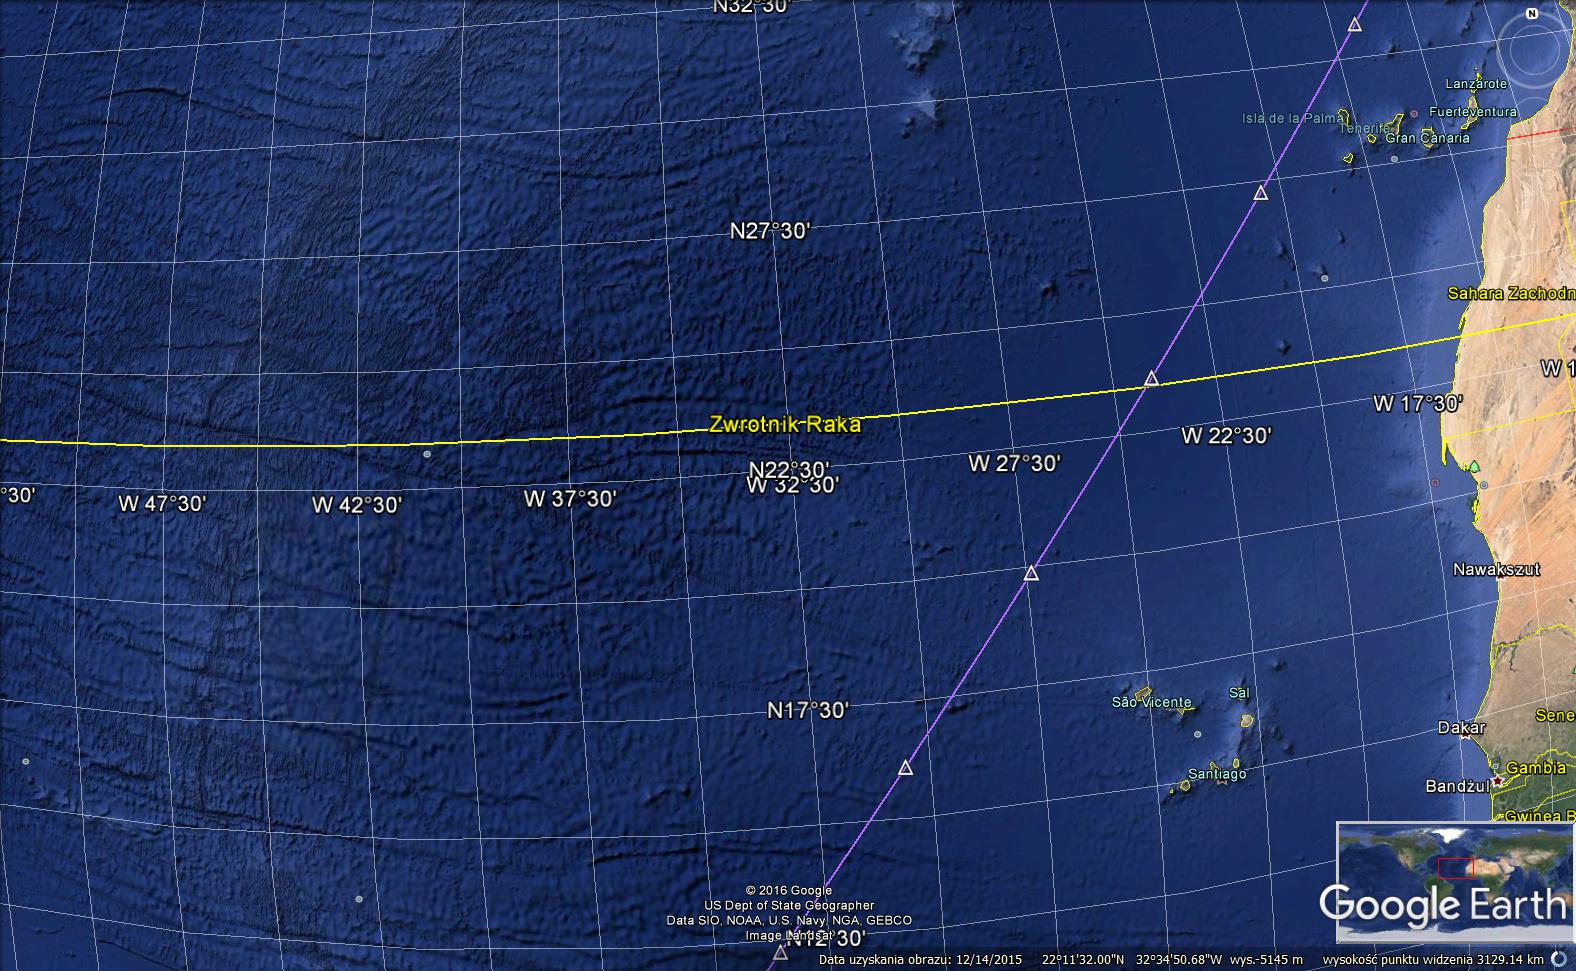 N32°30'
N
Lanzarote
Fuerteventura
Isla de la Palma
Tenerife
Gran Canaria
N27°30'
Sahara Zachodn
W 1
W 17°30'
Zwrotnik Raka
W 22°30'
N22°30'
W 27°30'
W 32°30'
°30'
W 47°30'
W 42°30'
W 37°30'
Nawakszut
São Vicente
Sal
N17°30'
Sene
Dakar
Santiago
Gambia
Bandżul
Gwinea B
© 2016 Google
US Dept of State Geographer
Data SIO, NOAA, U.S. Navy, NGA, GEBCO
Image Landsat
N12°30'
Google Earth
Data uzyskania obrazu: 12/14/2015 22°11'32.00"N 32°34'50.68"W wys.-5145 m wysokość punktu widzenia 3129.14 km